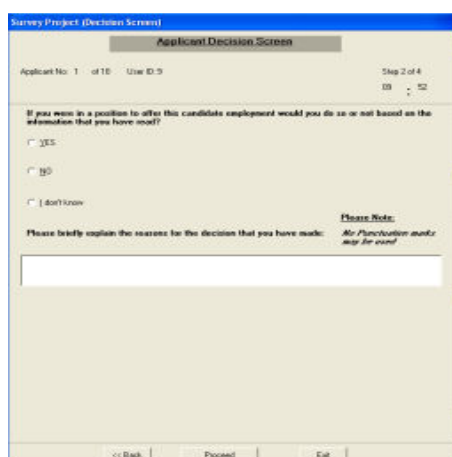 Survey Project (Decision Screen)
Applicant Decision Screen
Applicant No: 1 of 10 User ID: 9 Step 2 of 4
09 : 52
If you were in a position to offer this candidate employment would you do so or not based on the
information that you have read?
YES
NO
I don't know
Please Note:
Please briefly explain the reasons for the decision that you have made: No Punctuation marks
may be used
<< Back Proceed Exit